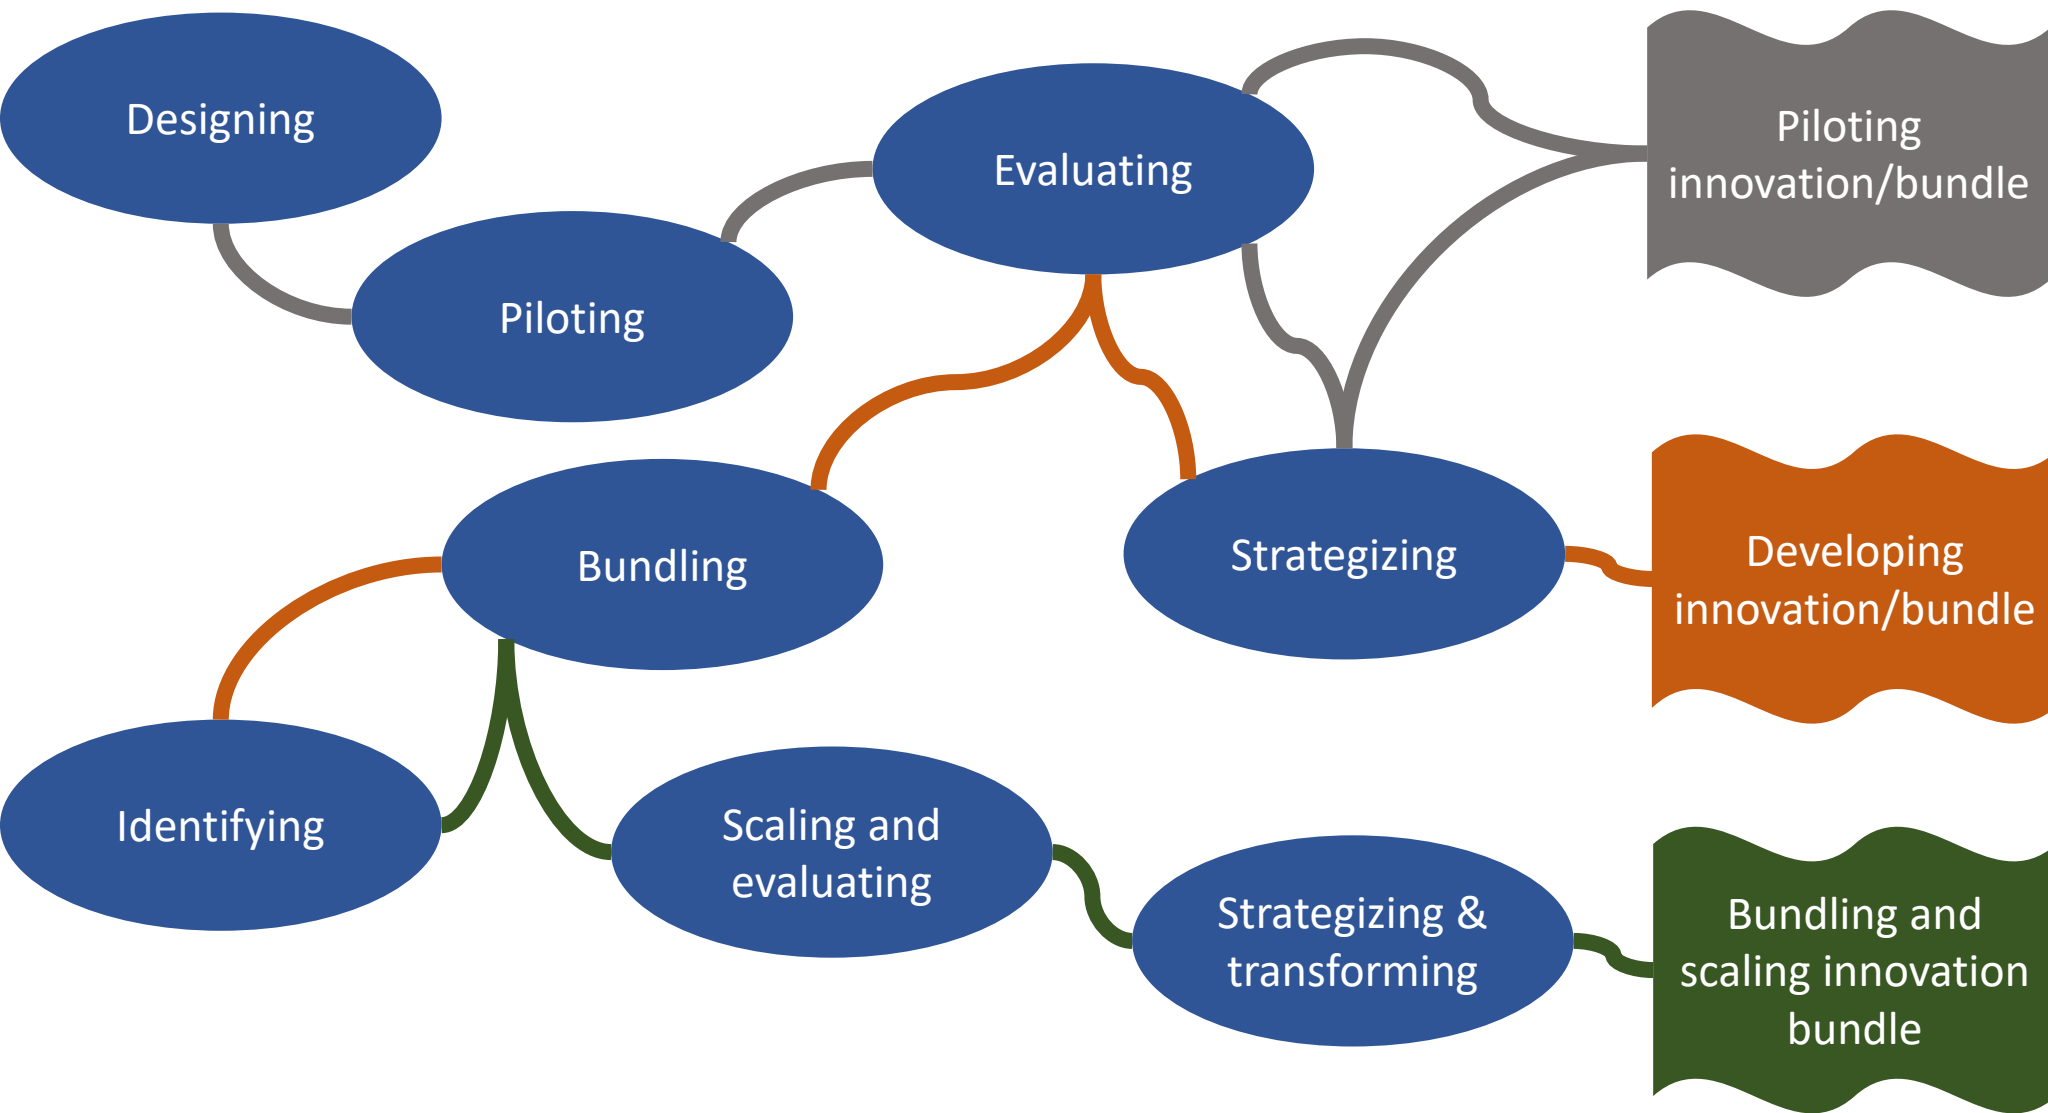 Designing
Piloting
Evaluating
Piloting
innovation/bundle
Bundling
Strategizing
Developing
innovation/bundle
Identifying
Scaling and
evaluating
Strategizing &
transforming
Bundling and
scaling innovation
bundle